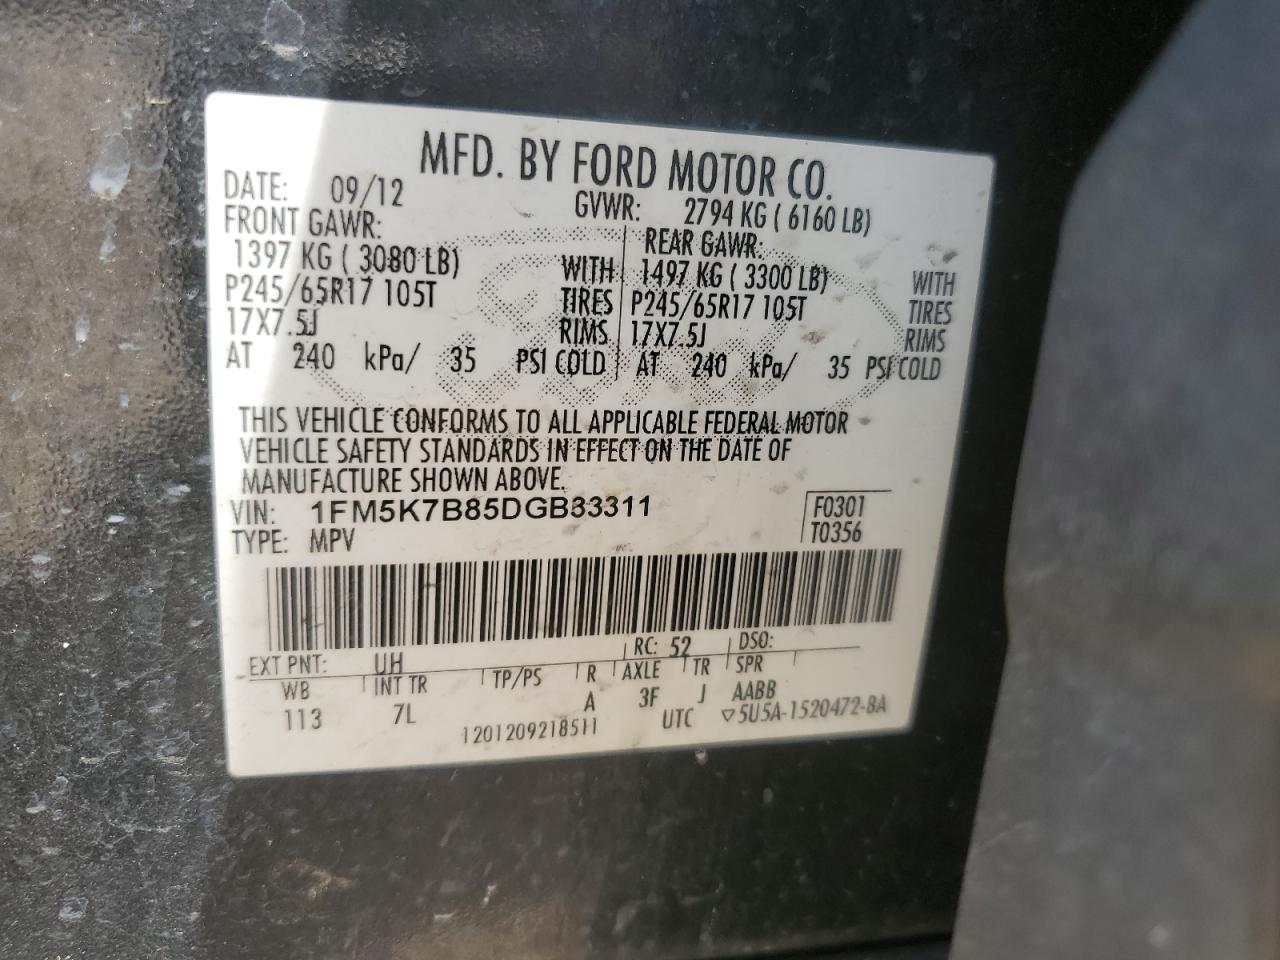 MFD. BY FORD MOTOR CO.
DATE: 09/12 GVWR: 2794 KG ( 6160 LB)
FRONT GAWR: REAR GAWR:
1397 KG ( 3080 LB) WITH 1497 KG ( 3300 LB) WITH
P245/65R17 105T TIRES P245/65R17 105T TIRES
17X7.5J RIMS 17X7.5J RIMS
AT 240 kPa/ 35 PSI COLD AT 240 kPa/ 35 PSI COLD
THIS VEHICLE CONFORMS TO ALL APPLICABLE FEDERAL MOTOR
VEHICLE SAFETY STANDARDS IN EFFECT ON THE DATE OF
MANUFACTURE SHOWN ABOVE.
VIN: 1FM5K7B85DGB33311 F0301
TYPE: MPV T0356
EXT PNT: UH RC: 52 DSO:
WB INT TR TP/PS R AXLE TR SPR
113 7L A 3F J AABB
1201209218511 UTC ▽5U5A-1520472-BA